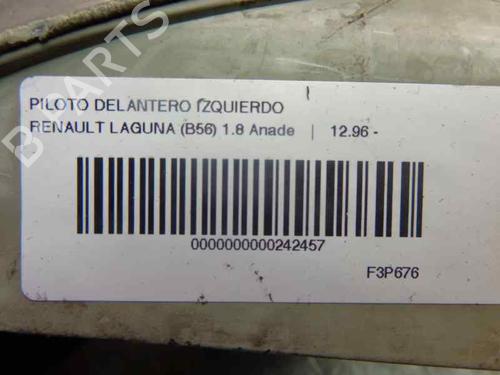 B PARTS
PILOTO DELANTERO IZQUIERDO
RENAULT LAGUNA (B56) 1.8 Anade | 12.96 -
0000000000242457
F3P676